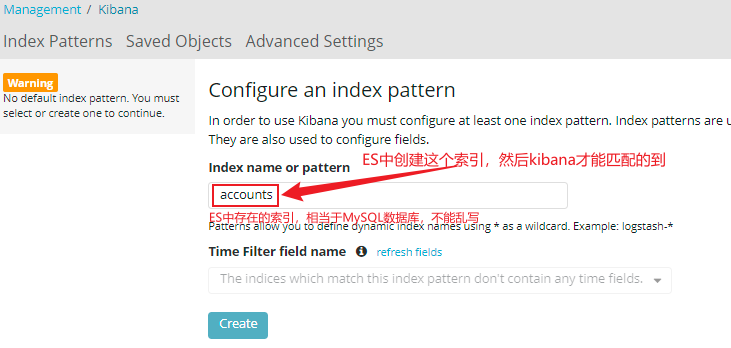 Management / Kibana
Index Patterns Saved Objects Advanced Settings
Warning
No default index pattern. You must
select or create one to continue.
Configure an index pattern
In order to use Kibana you must configure at least one index pattern. Index patterns are u
They are also used to configure fields.
ES中创建这个索引，然后kibana才能匹配的到
Index name or pattern
accounts
ES中存在的索引，相当于MySQL数据库，不能乱写
Patterns allow you to define dynamic index names using * as a wildcard. Example: logstash-*
Time Filter field name refresh fields
The indices which match this index pattern don't contain any time fields.
Create